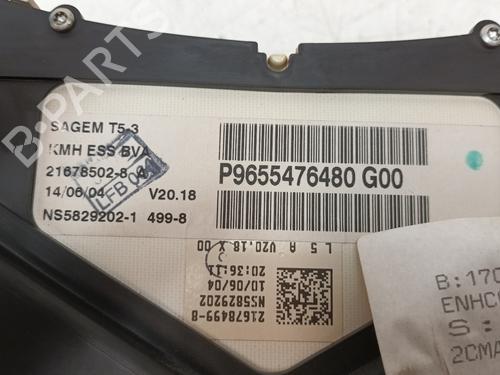 SAGEM T5-3
KMH ESS BVA
21678502-8 A
14/06/04 V20.18
NS5829202-1 499-8
P9655476480 G00
L 5 A V20.18 X 00
20:36:11
10/06/04
NS5829202
21678499-8
B:170
ENHC
S:
2CMA
B-PARTS